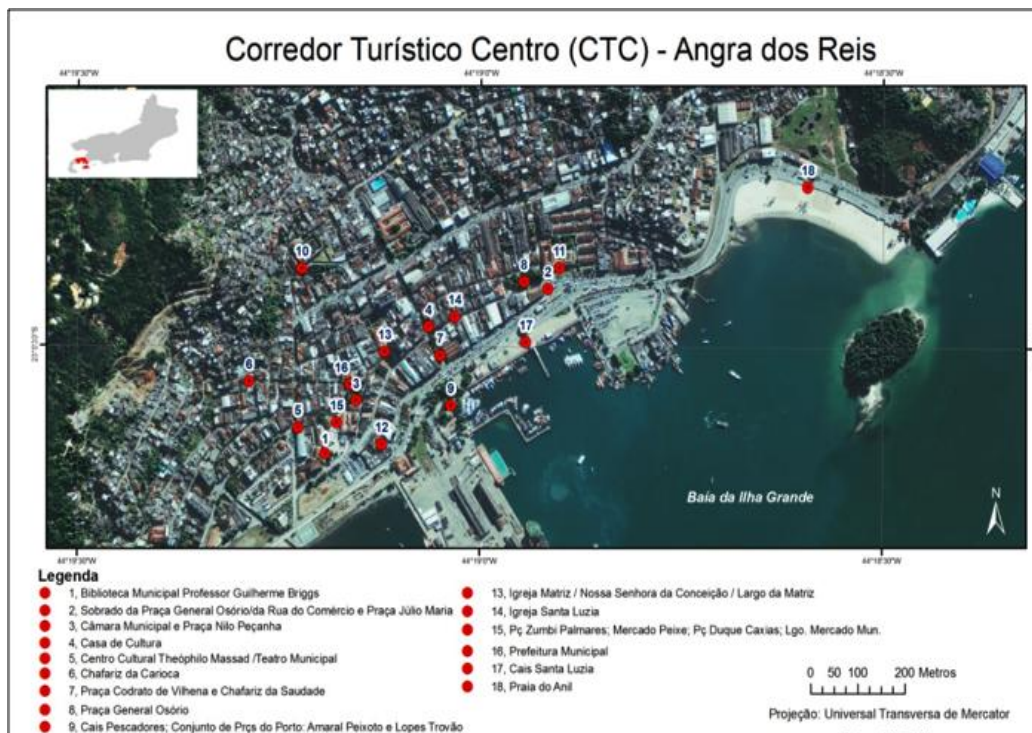 Corredor Turístico Centro (CTC) - Angra dos Reis
44°19'30"W 44°19'0"W 44°18'30"W
18
10
11
8
2
14
4
13
17
7
6
16
3
9
15
5
12
1
23°0'30"S
Baía da Ilha Grande
N
44°19'30"W 44°19'0"W 44°18'30"W
Legenda
1, Biblioteca Municipal Professor Guilherme Briggs
2, Sobrado da Praça General Osório/da Rua do Comércio e Praça Júlio Maria
3, Câmara Municipal e Praça Nilo Peçanha
4, Casa de Cultura
5, Centro Cultural Theóphilo Massad /Teatro Municipal
6, Chafariz da Carioca
7, Praça Codrato de Vilhena e Chafariz da Saudade
8, Praça General Osório
9, Cais Pescadores; Conjunto de Prçs do Porto: Amaral Peixoto e Lopes Trovão
13, Igreja Matriz / Nossa Senhora da Conceição / Largo da Matriz
14, Igreja Santa Luzia
15, Pç Zumbi Palmares; Mercado Peixe; Pç Duque Caxias; Lgo. Mercado Mun.
16, Prefeitura Municipal
17, Cais Santa Luzia
18, Praia do Anil
0 50 100 200 Metros
Projeção: Universal Transversa de Mercator